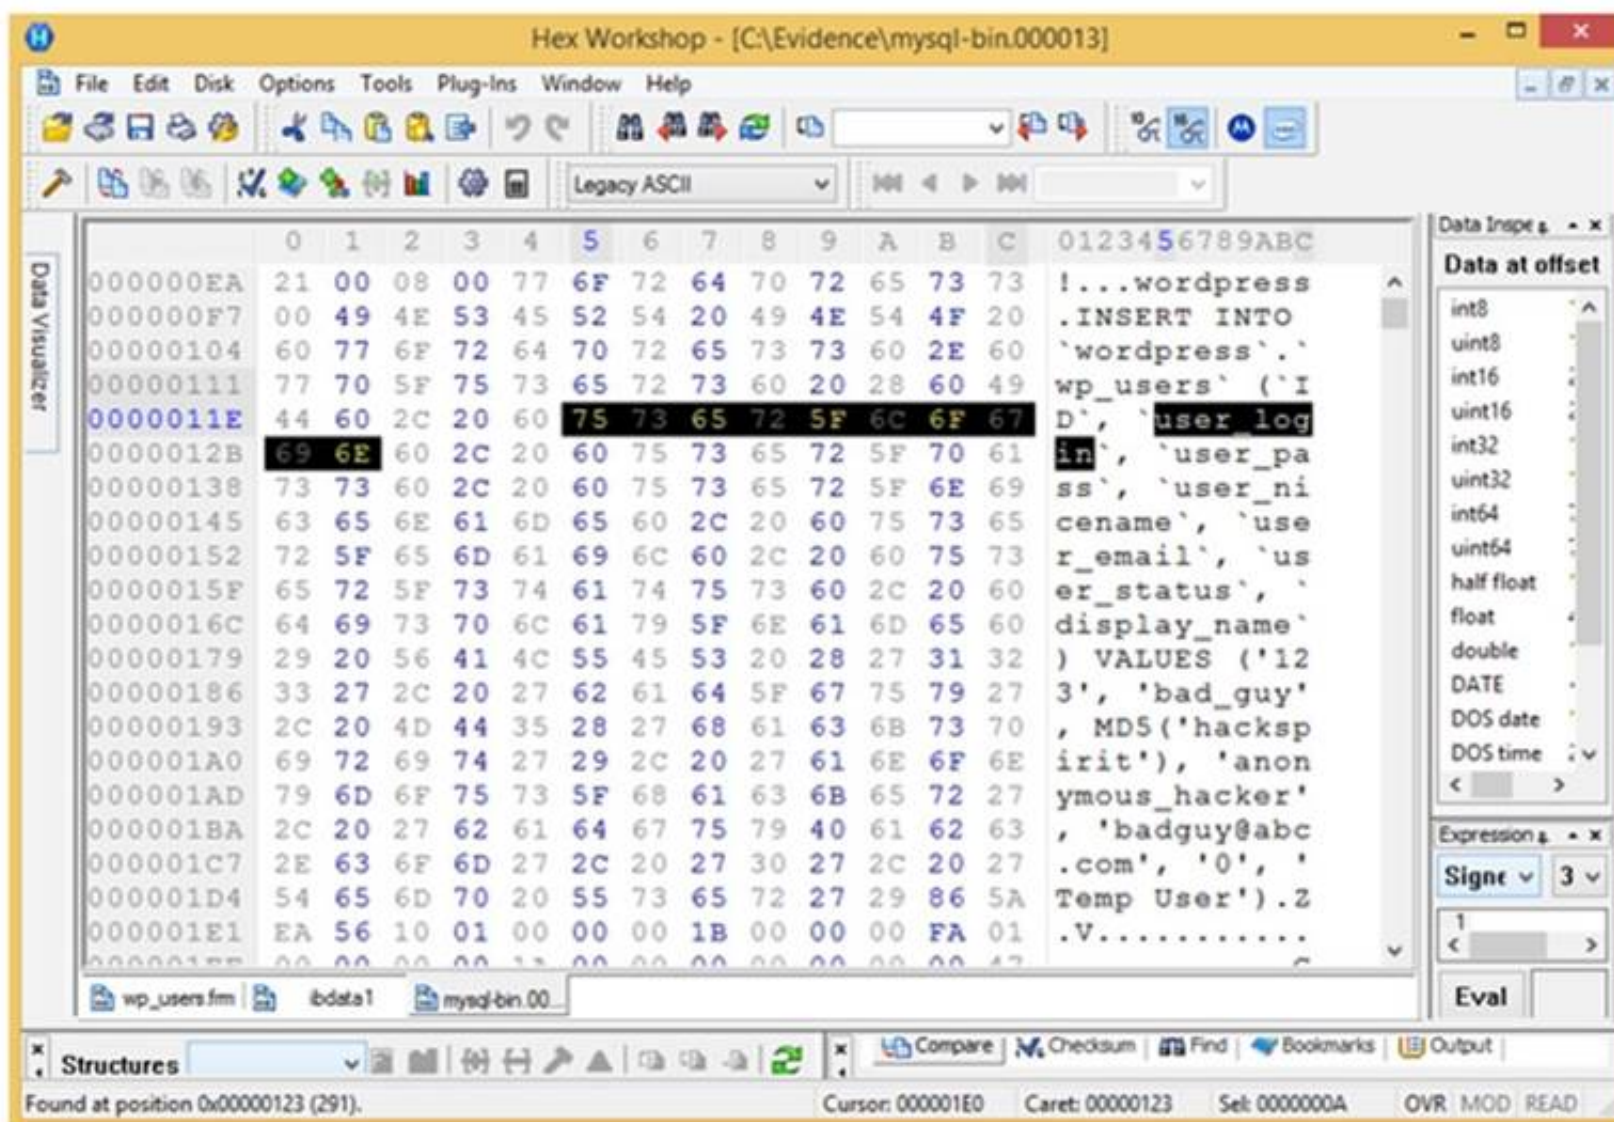 Hex Workshop - [C:\Evidence\mysql-bin.000013]
File Edit Disk Options Tools Plug-Ins Window Help
Legacy ASCII
Data Visualizer
0 1 2 3 4 5 6 7 8 9 A B C 0123456789ABC
000000EA 21 00 08 00 77 6F 72 64 70 72 65 73 73 !...wordpress
000000F7 00 49 4E 53 45 52 54 20 49 4E 54 4F 20 .INSERT INTO
00000104 60 77 6F 72 64 70 72 65 73 73 60 2E 60 `wordpress`.`
00000111 77 70 5F 75 73 65 72 73 60 20 28 60 49 wp_users` (`I
0000011E 44 60 2C 20 60 75 73 65 72 5F 6C 6F 67 D`, `user_log
0000012B 69 6E 60 2C 20 60 75 73 65 72 5F 70 61 in`, `user_pa
00000138 73 73 60 2C 20 60 75 73 65 72 5F 6E 69 ss`, `user_ni
00000145 63 65 6E 61 6D 65 60 2C 20 60 75 73 65 cename`, `use
00000152 72 5F 65 6D 61 69 6C 60 2C 20 60 75 73 r_email`, `us
0000015F 65 72 5F 73 74 61 74 75 73 60 2C 20 60 er_status`, `
0000016C 64 69 73 70 6C 61 79 5F 6E 61 6D 65 60 display_name`
00000179 29 20 56 41 4C 55 45 53 20 28 27 31 32 ) VALUES ('12
00000186 33 27 2C 20 27 62 61 64 5F 67 75 79 27 3', 'bad_guy'
00000193 2C 20 4D 44 35 28 27 68 61 63 6B 73 70 , MD5('hacksp
000001A0 69 72 69 74 27 29 2C 20 27 61 6E 6F 6E irit'), 'anon
000001AD 79 6D 6F 75 73 5F 68 61 63 6B 65 72 27 ymous_hacker'
000001BA 2C 20 27 62 61 64 67 75 79 40 61 62 63 , 'badguy@abc
000001C7 2E 63 6F 6D 27 2C 20 27 30 27 2C 20 27 .com', '0', '
000001D4 54 65 6D 70 20 55 73 65 72 27 29 86 5A Temp User').Z
000001E1 EA 56 10 01 00 00 00 1B 00 00 00 FA 01 .V...........
Data Inspe
Data at offset
int8
uint8
int16
uint16
int32
uint32
int64
uint64
half float
float
double
DATE
DOS date
DOS time
Expression
Signe 3
1
Eval
wp_users.frm ibdata1 mysql-bin.00...
Structures
Compare Checksum Find Bookmarks Output
Found at position 0x00000123 (291). Cursor: 000001E0 Caret: 00000123 Sel: 0000000A OVR MOD READ